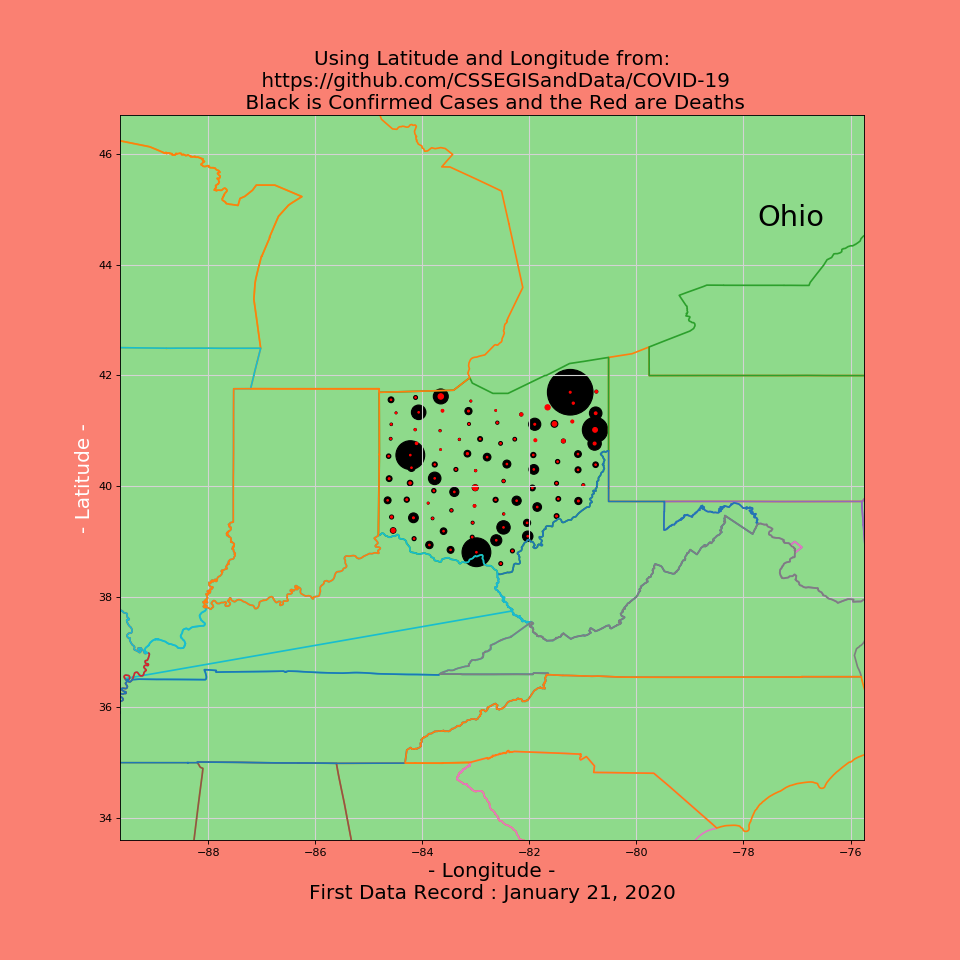 Using Latitude and Longitude from:
https://github.com/CSSEGISandData/COVID-19
Black is Confirmed Cases and the Red are Deaths
Ohio
46
44
42
40
38
36
34
- Latitude -
−88 −86 −84 −82 −80 −78 −76
- Longitude -
First Data Record : January 21, 2020